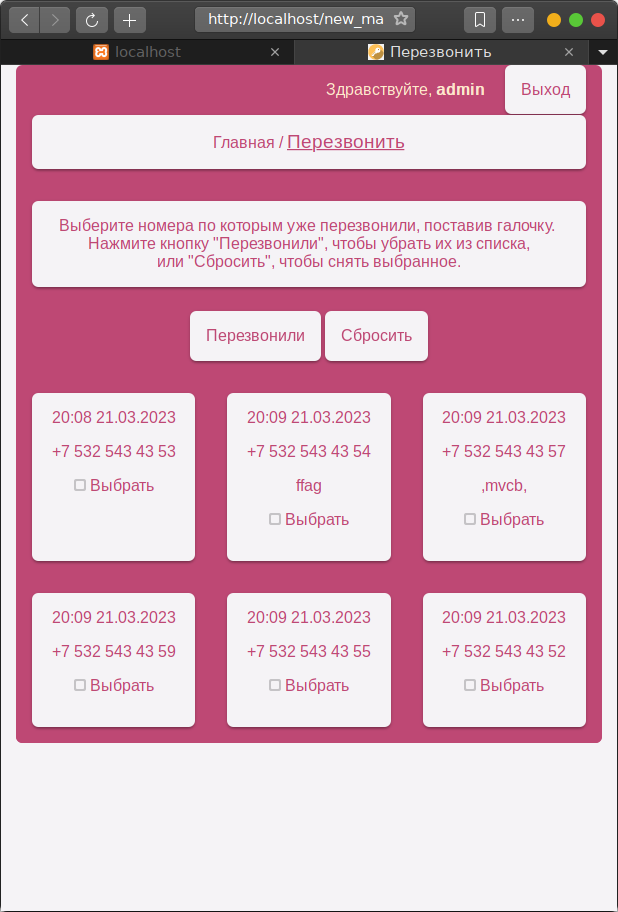 http://localhost/new_ma
localhost
Перезвонить
Здравствуйте, admin
Выход
Главная / Перезвонить
Выберите номера по которым уже перезвонили, поставив галочку.
Нажмите кнопку "Перезвонили", чтобы убрать их из списка,
или "Сбросить", чтобы снять выбранное.
Перезвонили
Сбросить
20:08 21.03.2023
+7 532 543 43 53
Выбрать
20:09 21.03.2023
+7 532 543 43 54
ffag
Выбрать
20:09 21.03.2023
+7 532 543 43 57
,mvcb,
Выбрать
20:09 21.03.2023
+7 532 543 43 59
Выбрать
20:09 21.03.2023
+7 532 543 43 55
Выбрать
20:09 21.03.2023
+7 532 543 43 52
Выбрать